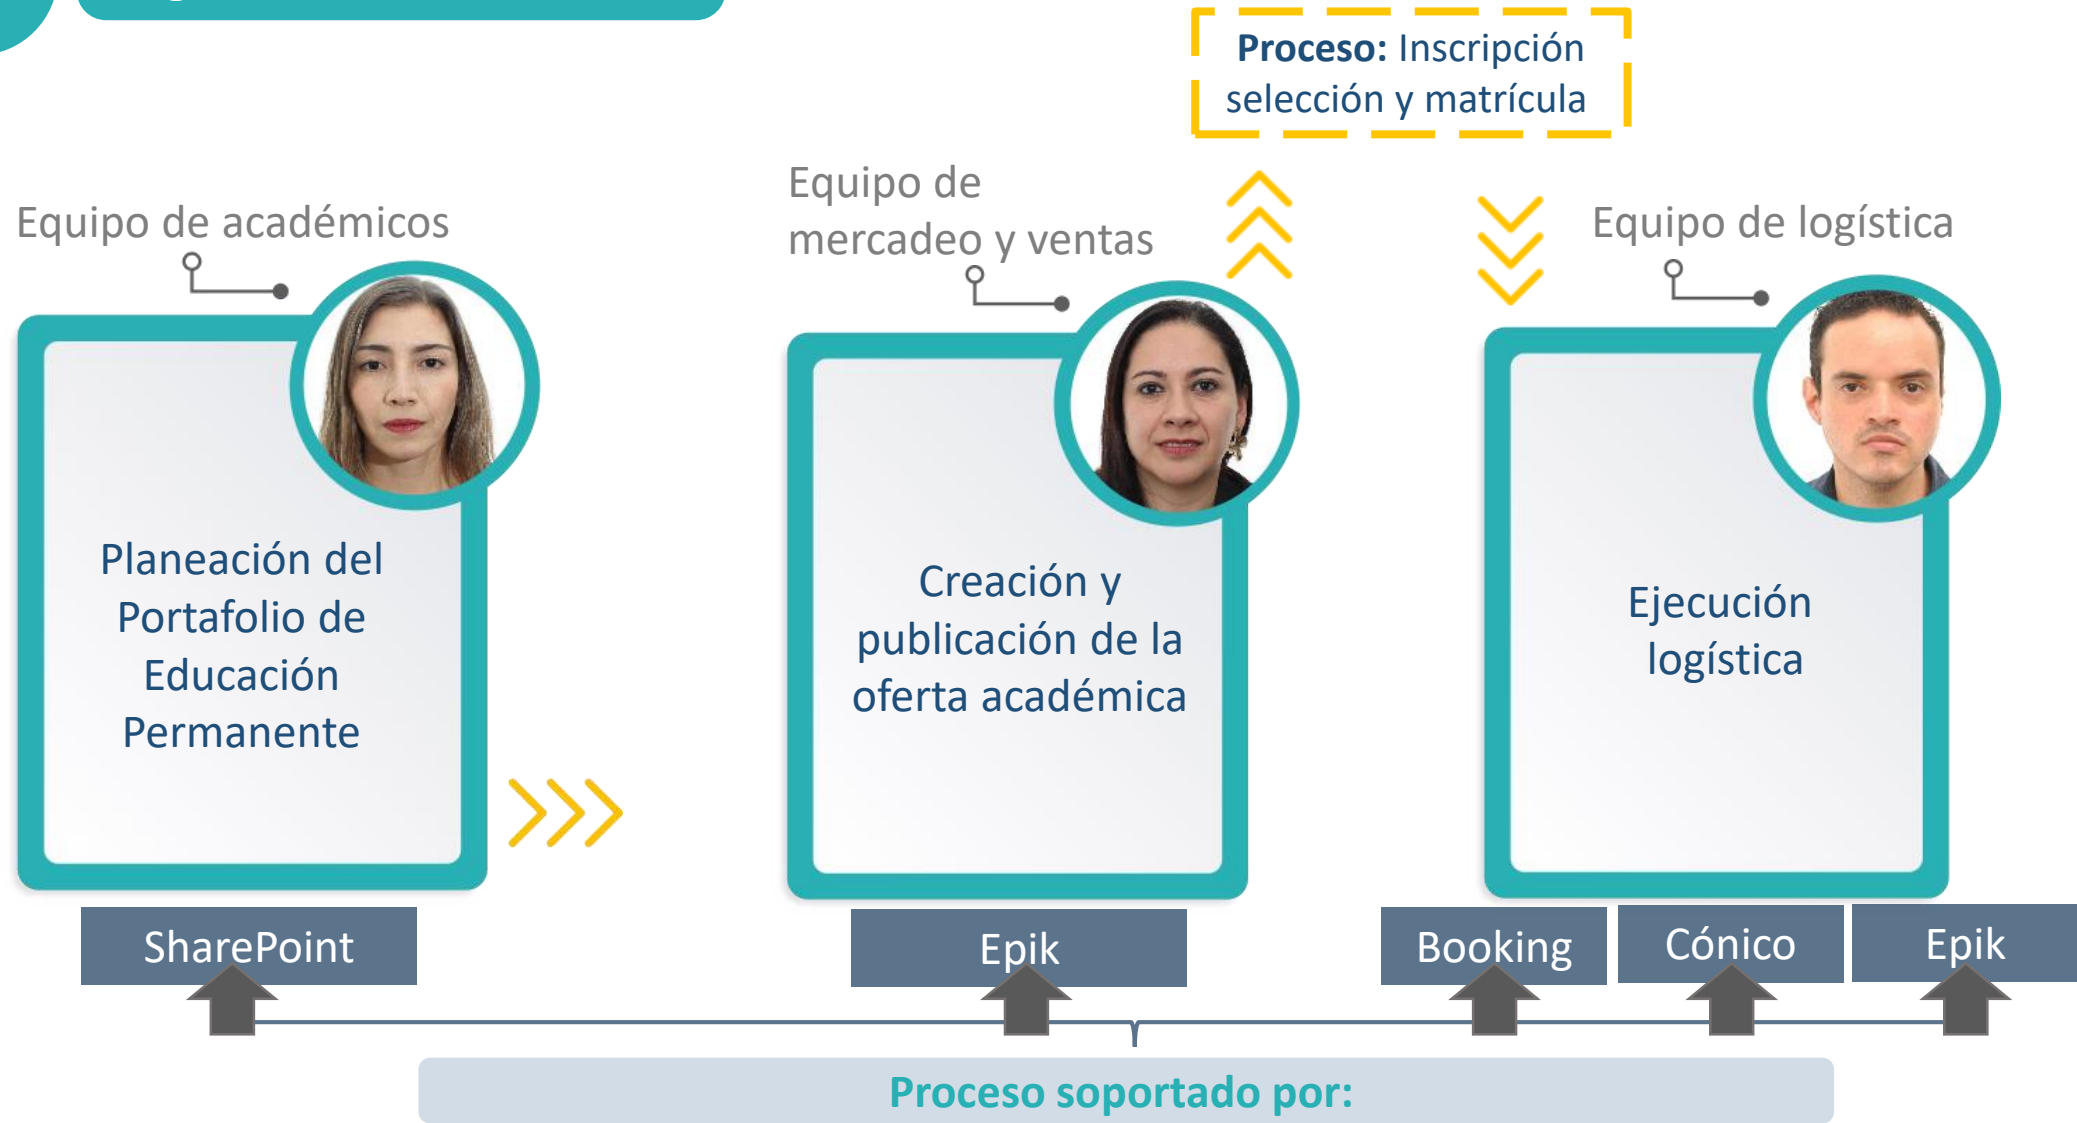 Proceso: Inscripción
selección y matrícula
Equipo de académicos
Equipo de
mercadeo y ventas
Equipo de logística
Planeación del
Portafolio de
Educación
Permanente
Creación y
publicación de la
oferta académica
Ejecución
logística
SharePoint
Epik
Booking
Cónico
Epik
Proceso soportado por: